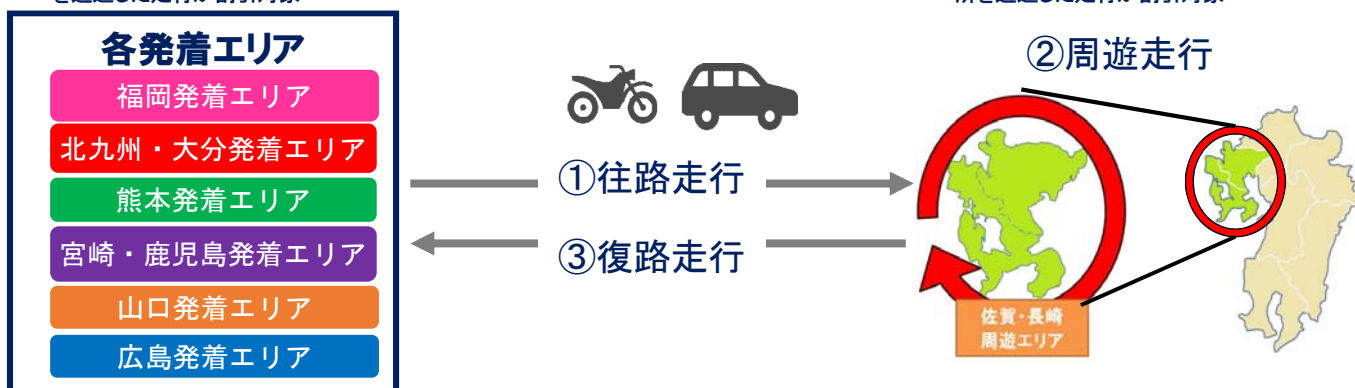 各発着エリア
福岡発着エリア
北九州・大分発着エリア
熊本発着エリア
宮崎・鹿児島発着エリア
山口発着エリア
広島発着エリア
①往路走行
③復路走行
②周遊走行
佐賀・長崎
周遊エリア